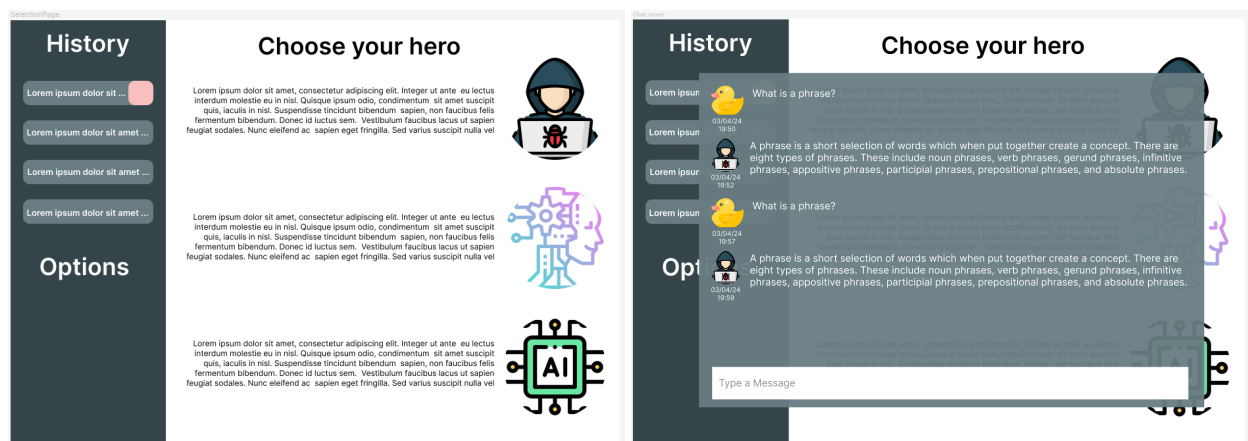 SelectionPage
History
Choose your hero
Lorem ipsum dolor sit ...
Lorem ipsum dolor sit amet ...
Lorem ipsum dolor sit amet ...
Lorem ipsum dolor sit amet ...
Options
Lorem ipsum dolor sit amet, consectetur adipiscing elit. Integer ut ante eu lectus
interdum molestie eu in nisl. Quisque ipsum odio, condimentum sit amet suscipit
quis, iaculis in nisl. Suspendisse tincidunt bibendum sapien, non faucibus felis
fermentum bibendum. Donec id luctus sem. Vestibulum faucibus lacus ut sapien
feugiat sodales. Nunc eleifend ac sapien eget fringilla. Sed varius suscipit nulla vel
Lorem ipsum dolor sit amet, consectetur adipiscing elit. Integer ut ante eu lectus
interdum molestie eu in nisl. Quisque ipsum odio, condimentum sit amet suscipit
quis, iaculis in nisl. Suspendisse tincidunt bibendum sapien, non faucibus felis
fermentum bibendum. Donec id luctus sem. Vestibulum faucibus lacus ut sapien
feugiat sodales. Nunc eleifend ac sapien eget fringilla. Sed varius suscipit nulla vel
Lorem ipsum dolor sit amet, consectetur adipiscing elit. Integer ut ante eu lectus
interdum molestie eu in nisl. Quisque ipsum odio, condimentum sit amet suscipit
quis, iaculis in nisl. Suspendisse tincidunt bibendum sapien, non faucibus felis
fermentum bibendum. Donec id luctus sem. Vestibulum faucibus lacus ut sapien
feugiat sodales. Nunc eleifend ac sapien eget fringilla. Sed varius suscipit nulla vel
AI
History
Choose your hero
Lorem ipsum
Lorem ipsum
Lorem ipsum
Lorem ipsum
What is a phrase?
03/04/24
19:50
A phrase is a short selection of words which when put together create a concept. There are
eight types of phrases. These include noun phrases, verb phrases, gerund phrases, infinitive
phrases, appositive phrases, participial phrases, prepositional phrases, and absolute phrases.
03/04/24
19:52
What is a phrase?
03/04/24
19:57
A phrase is a short selection of words which when put together create a concept. There are
eight types of phrases. These include noun phrases, verb phrases, gerund phrases, infinitive
phrases, appositive phrases, participial phrases, prepositional phrases, and absolute phrases.
03/04/24
19:59
Type a Message